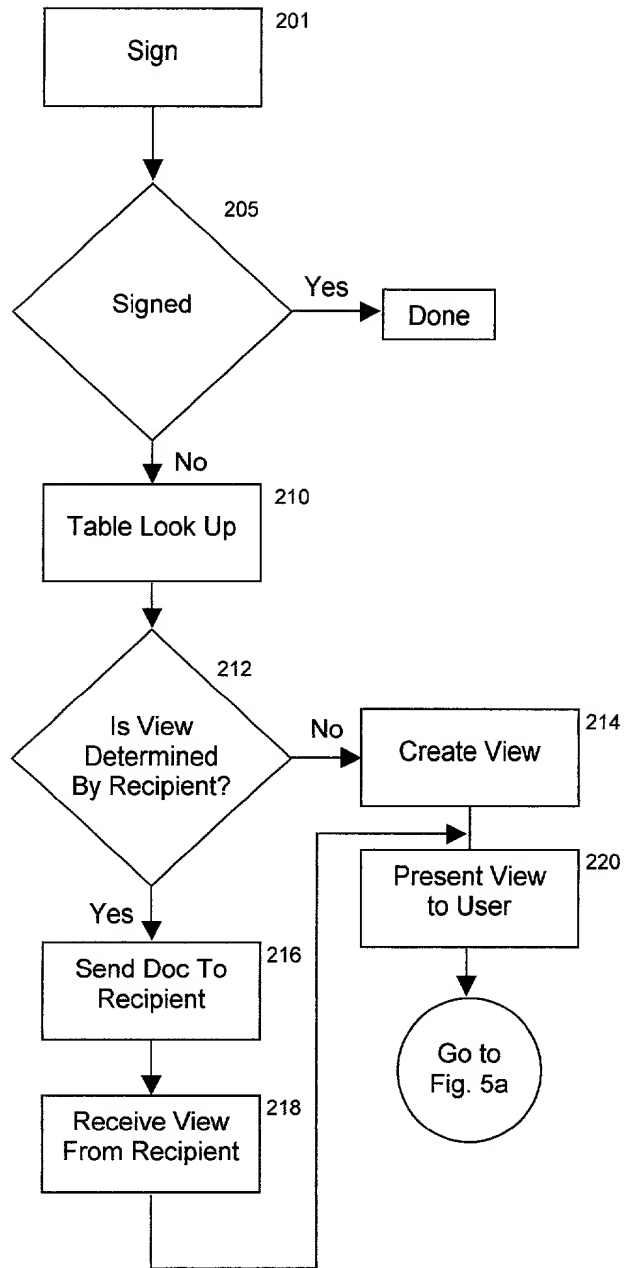 201
Sign
205
Signed
Yes
Done
No
210
Table Look Up
212
Is View
Determined
By Recipient?
No
214
Create View
220
Present View
to User
Yes
216
Send Doc To
Recipient
Go to
Fig. 5a
218
Receive View
From Recipient